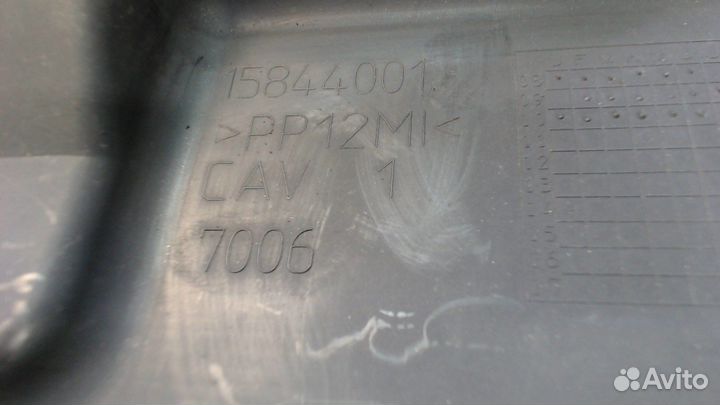 15844001
>PP12MI<
CAV 1
7006
Avito